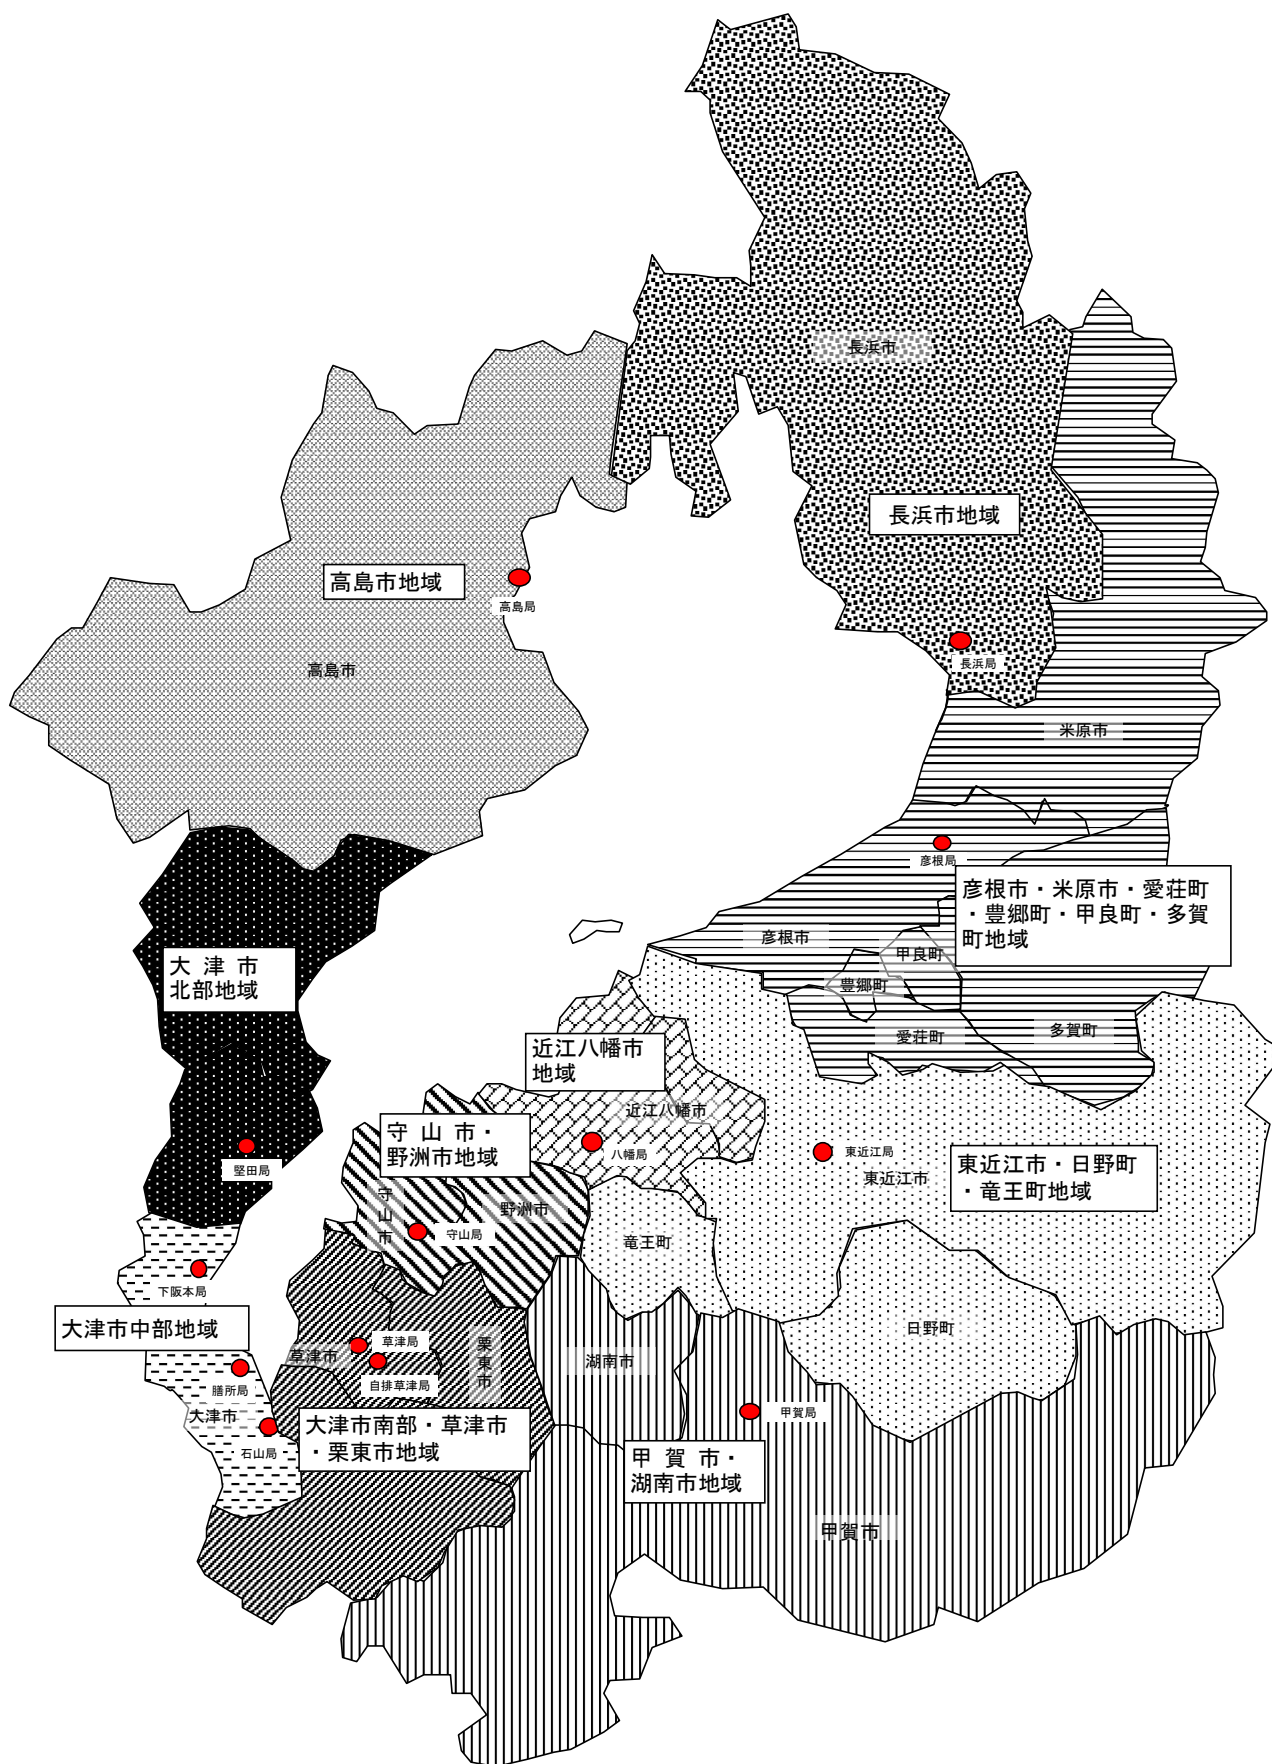 長浜市
長浜市地域
高島市地域
高島局
高島市
長浜局
米原市
彦根局
彦根市・米原市・愛荘町
・豊郷町・甲良町・多賀
町地域
彦根市
甲良町
豊郷町
愛荘町
多賀町
大 津 市
北部地域
近江八幡市
地域
近江八幡市
八幡局
守 山 市・
野洲市地域
守
山
市
野洲市
守山局
東近江局
東近江市
東近江市・日野町
・竜王町地域
堅田局
竜王町
下阪本局
大津市中部地域
日野町
草津局
草津市
自排草津局
栗
東
市
湖南市
膳所局
大津市
石山局
大津市南部・草津市
・栗東市地域
甲賀局
甲 賀 市・
湖南市地域
甲賀市